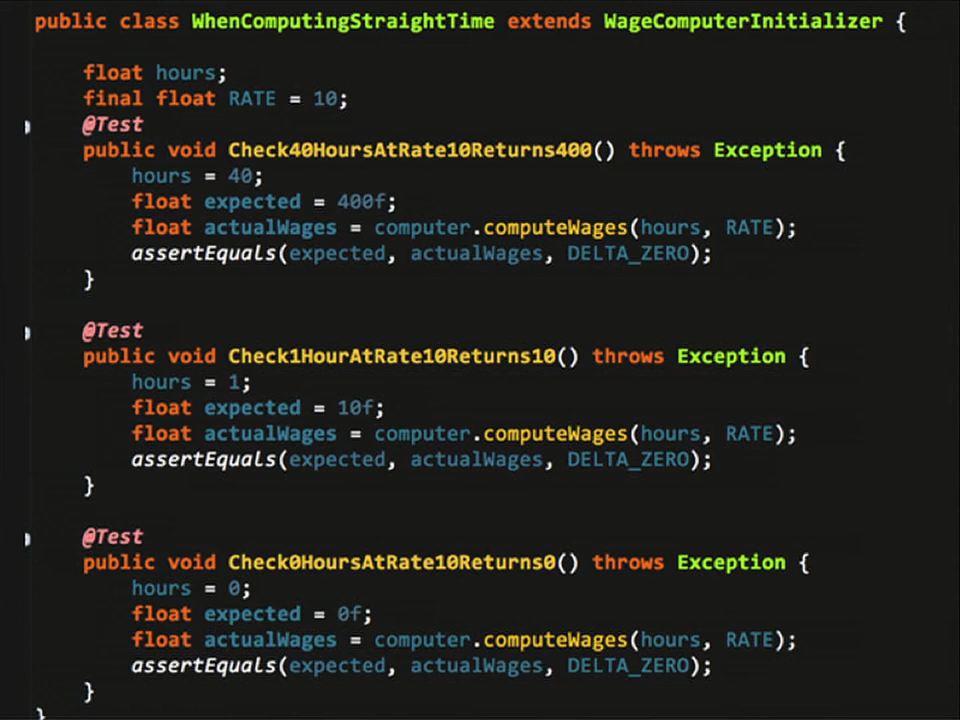 public class WhenComputingStraightTime extends WageComputerInitializer {
float hours;
final float RATE = 10;
@Test
public void Check40HoursAtRate10Returns400() throws Exception {
hours = 40;
float expected = 400f;
float actualWages = computer.computeWages(hours, RATE);
assertEquals(expected, actualWages, DELTA_ZERO);
}
@Test
public void Check1HourAtRate10Returns10() throws Exception {
hours = 1;
float expected = 10f;
float actualWages = computer.computeWages(hours, RATE);
assertEquals(expected, actualWages, DELTA_ZERO);
}
@Test
public void Check0HoursAtRate10Returns0() throws Exception {
hours = 0;
float expected = 0f;
float actualWages = computer.computeWages(hours, RATE);
assertEquals(expected, actualWages, DELTA_ZERO);
}
}